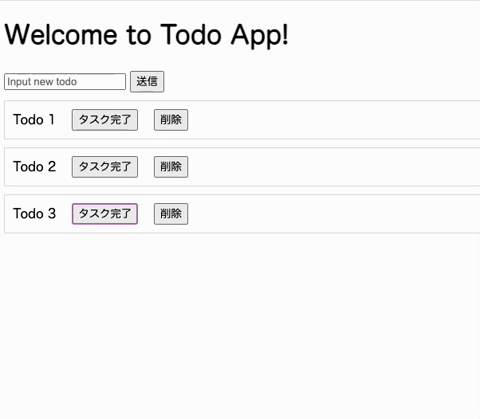 Welcome to Todo App!
Input new todo 送信
Todo 1 タスク完了 削除
Todo 2 タスク完了 削除
Todo 3 タスク完了 削除